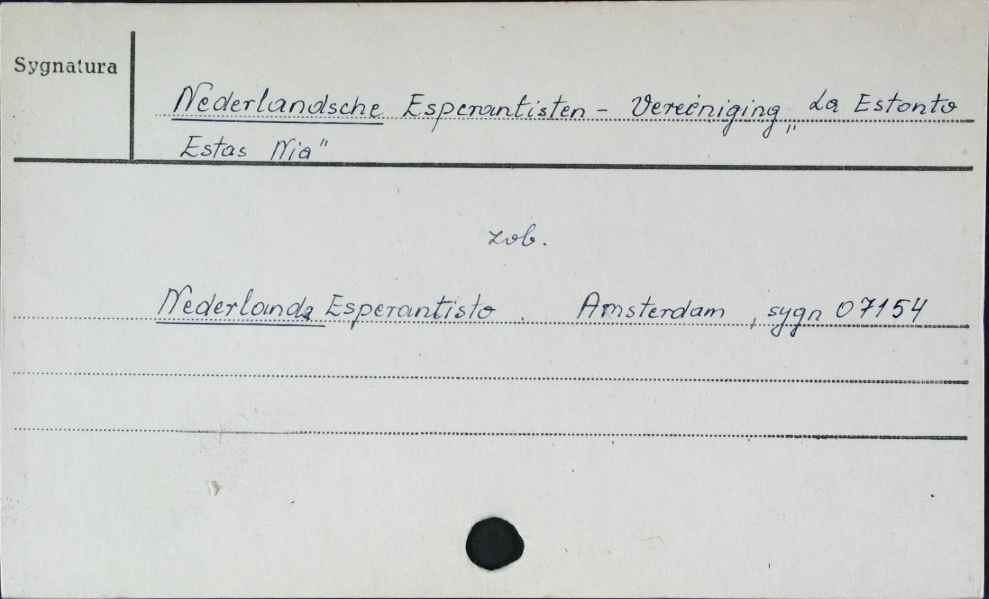 Sygnatura
Nederlandsche Esperantisten - Vereeniging „La Estonto
Estas Nia"
zob.
Nederlanda Esperantisto. Amsterdam, sygn 07154